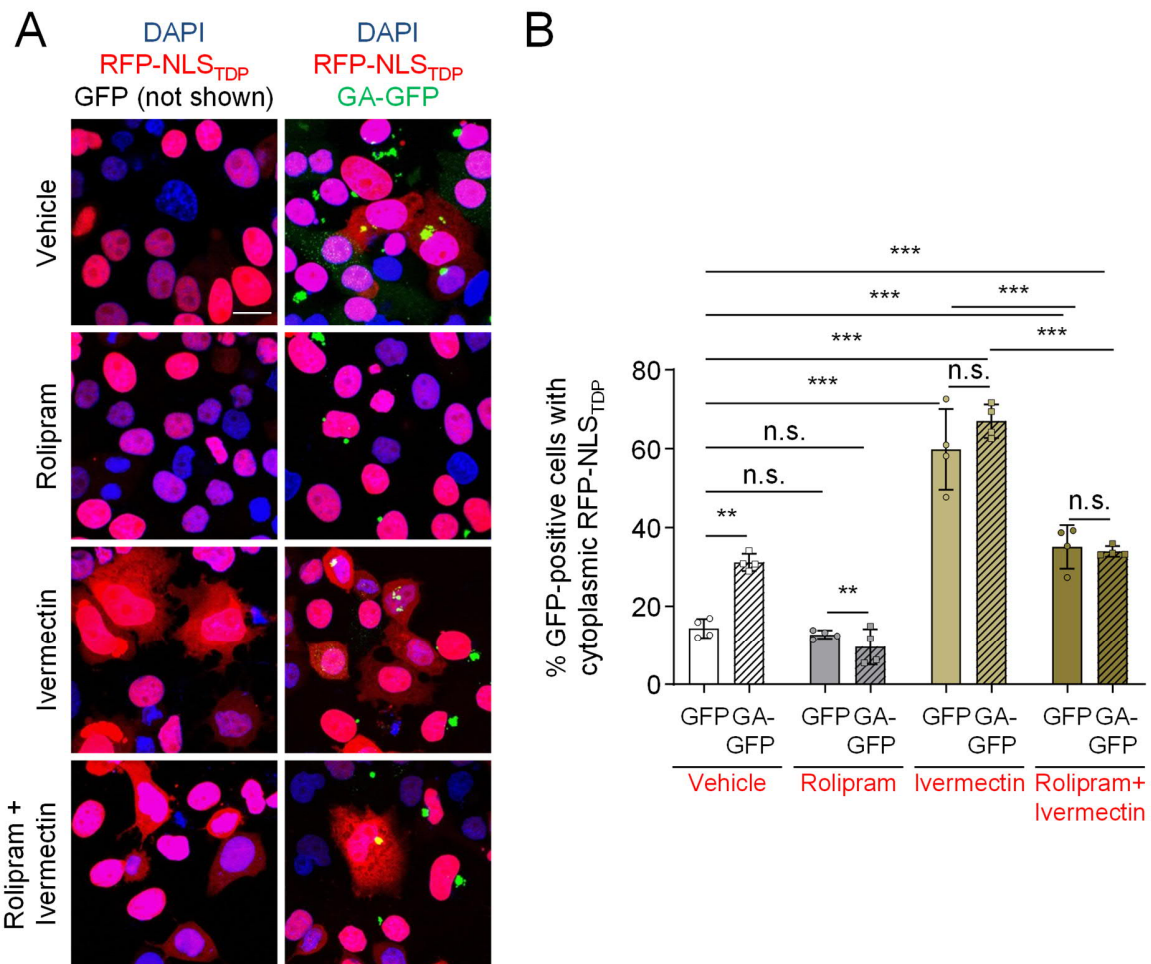 A
DAPI
RFP-NLSTDP
GFP (not shown)
DAPI
RFP-NLSTDP
GA-GFP
Vehicle
Rolipram
Ivermectin
Rolipram +
Ivermectin
B
% GFP-positive cells with
cytoplasmic RFP-NLSTDP
80
60
40
20
0
***
***
***
***
***
***
n.s.
n.s.
n.s.
n.s.
**
**
GFP GA-
GFP
GFP GA-
GFP
GFP GA-
GFP
GFP GA-
GFP
Vehicle
Rolipram
Ivermectin
Rolipram+
Ivermectin